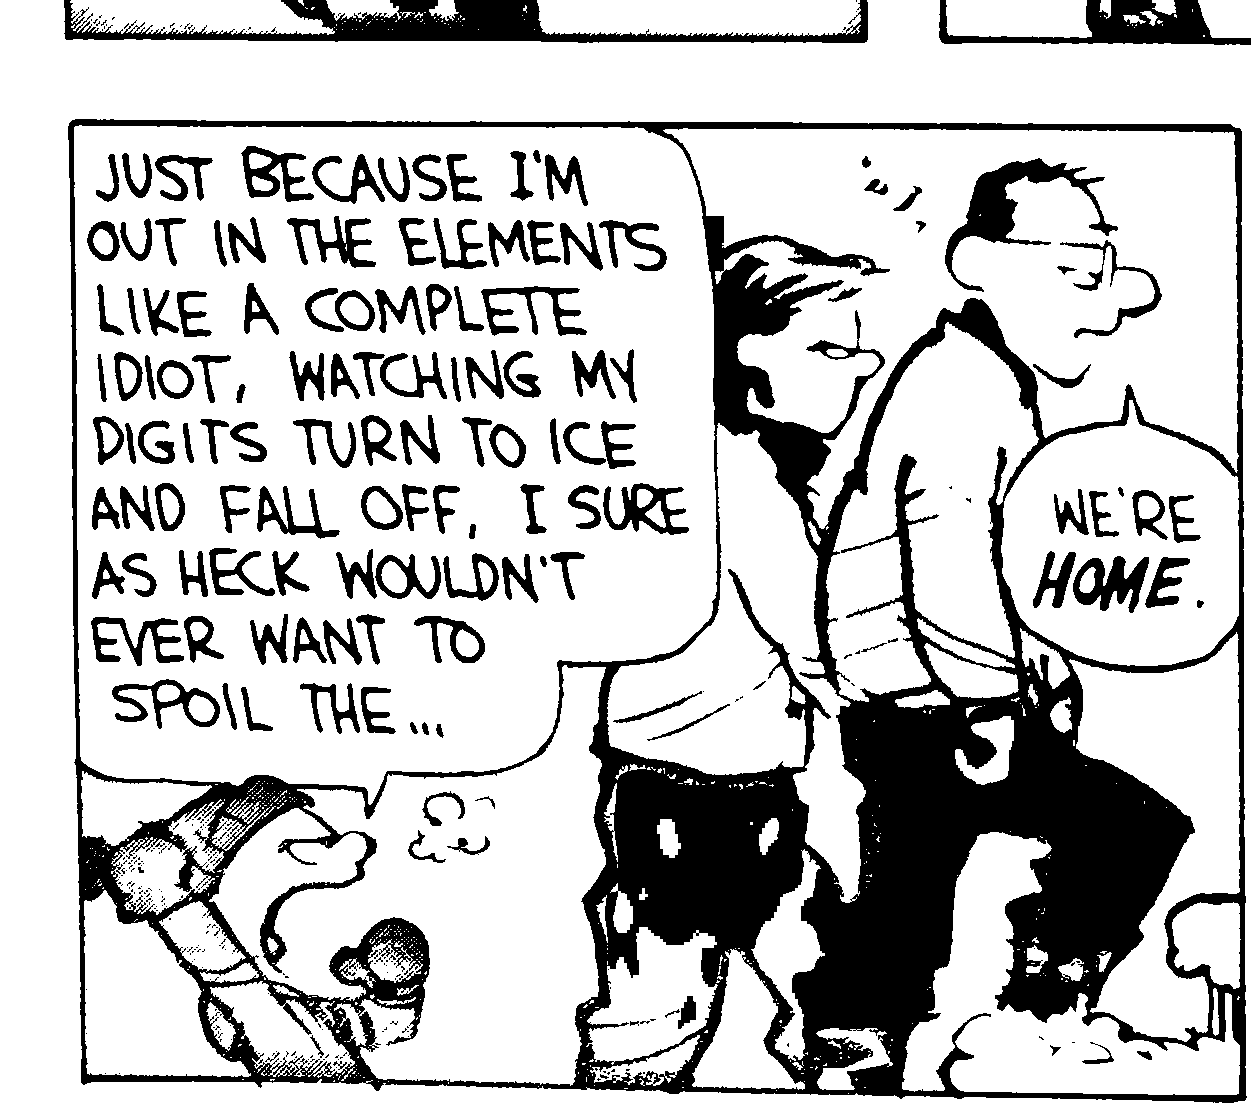 JUST BECAUSE I'M
OUT IN THE ELEMENTS
LIKE A COMPLETE
IDIOT, WATCHING MY
DIGITS TURN TO ICE
AND FALL OFF, I SURE
AS HECK WOULDN'T
EVER WANT TO
SPOIL THE...
WE'RE
HOME.